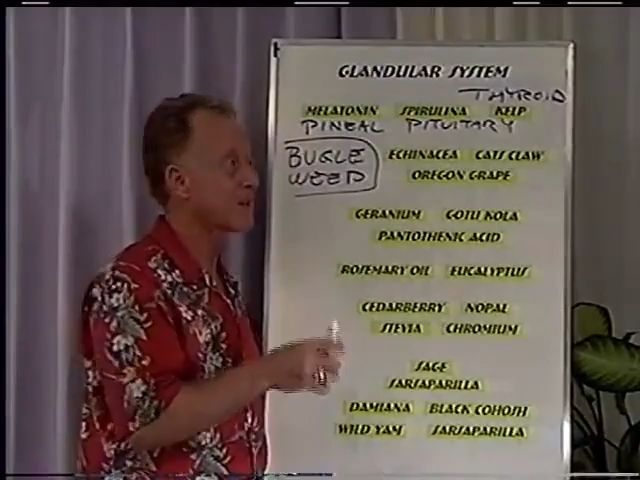 GLANDULAR SYSTEM
THYROID
MELATONIN SPIRULINA KELP
PINEAL PITUITARY
BUGLE
WEED
ECHINACEA CATS CLAW
OREGON GRAPE
GERANIUM GOTU KOLA
PANTOTHENIC ACID
ROSEMARY OIL EUCALYPTUS
CEDARBERRY NOPAL
STEVIA CHROMIUM
SAGE
SARSAPARILLA
DAMIANA BLACK COHOSH
WILD YAM SARSAPARILLA